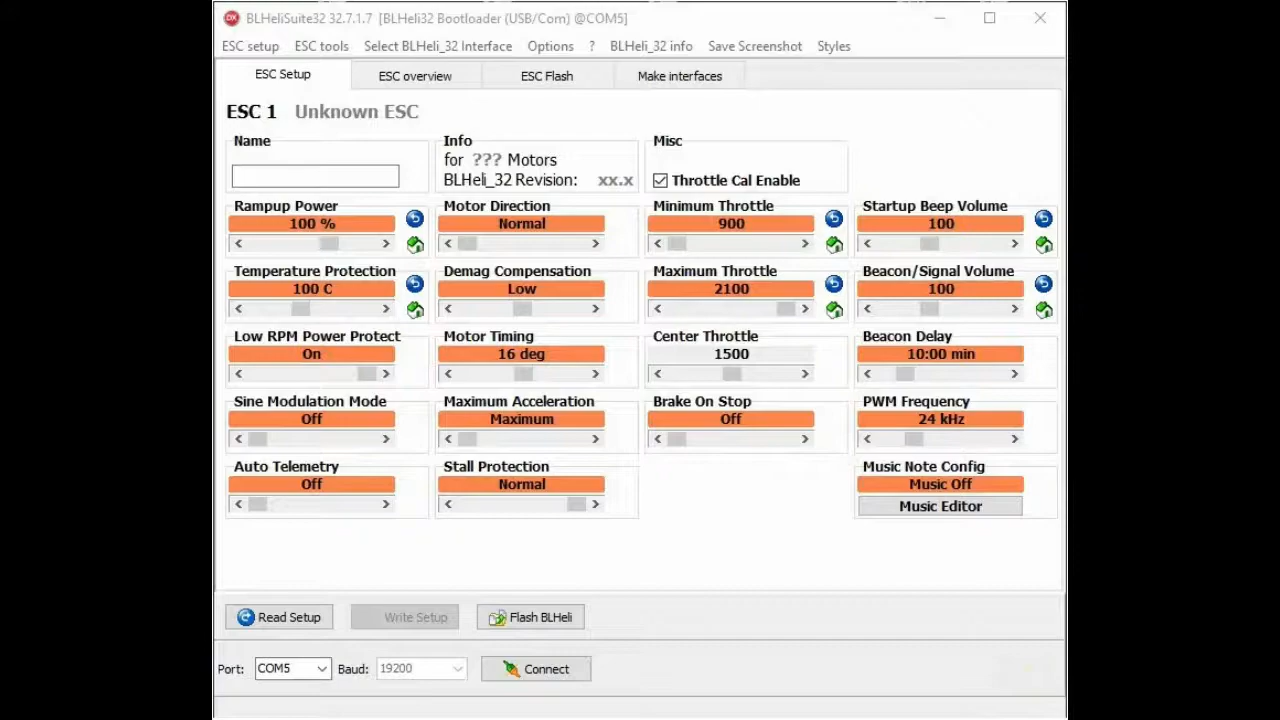 BLHeliSuite32 32.7.1.7 [BLHeli32 Bootloader (USB/Com) @COM5]
ESC setup ESC tools Select BLHeli_32 Interface Options ? BLHeli_32 info Save Screenshot Styles
ESC Setup ESC overview ESC Flash Make interfaces
ESC 1 Unknown ESC
Name Info Misc
for ??? Motors
BLHeli_32 Revision: xx.x Throttle Cal Enable
Rampup Power Motor Direction Minimum Throttle Startup Beep Volume
100 % Normal 900 100
Temperature Protection Demag Compensation Maximum Throttle Beacon/Signal Volume
100 C Low 2100 100
Low RPM Power Protect Motor Timing Center Throttle Beacon Delay
On 16 deg 1500 10:00 min
Sine Modulation Mode Maximum Acceleration Brake On Stop PWM Frequency
Off Maximum Off 24 kHz
Auto Telemetry Stall Protection Music Note Config
Off Normal Music Off
Music Editor
Read Setup Write Setup Flash BLHeli
Port: COM5 Baud: 19200 Connect